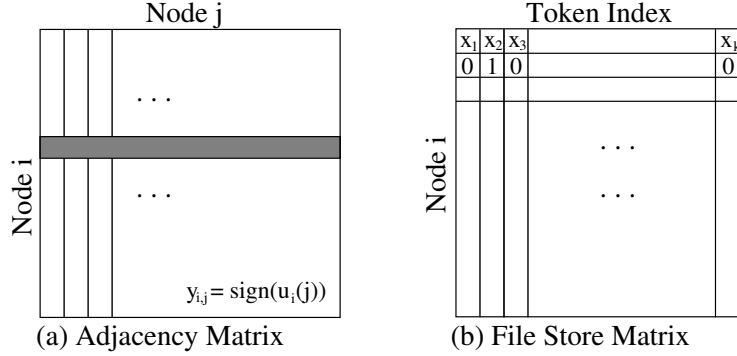 Node j
Node i
. . .
. . .
y_{i,j} = sign(u_i(j))
(a) Adjacency Matrix
Token Index
x_1 x_2 x_3 x_k
0 1 0 0
Node i
. . .
. . .
(b) File Store Matrix